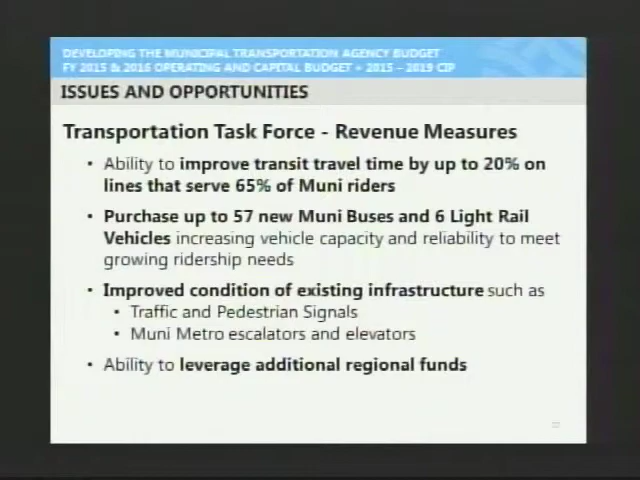 DEVELOPING THE MUNICIPAL TRANSPORTATION AGENCY BUDGET
FY 2015 & 2016 OPERATING AND CAPITAL BUDGET + 2015 – 2019 CIP
ISSUES AND OPPORTUNITIES
Transportation Task Force - Revenue Measures
• Ability to improve transit travel time by up to 20% on
lines that serve 65% of Muni riders
• Purchase up to 57 new Muni Buses and 6 Light Rail
Vehicles increasing vehicle capacity and reliability to meet
growing ridership needs
• Improved condition of existing infrastructure such as
• Traffic and Pedestrian Signals
• Muni Metro escalators and elevators
• Ability to leverage additional regional funds